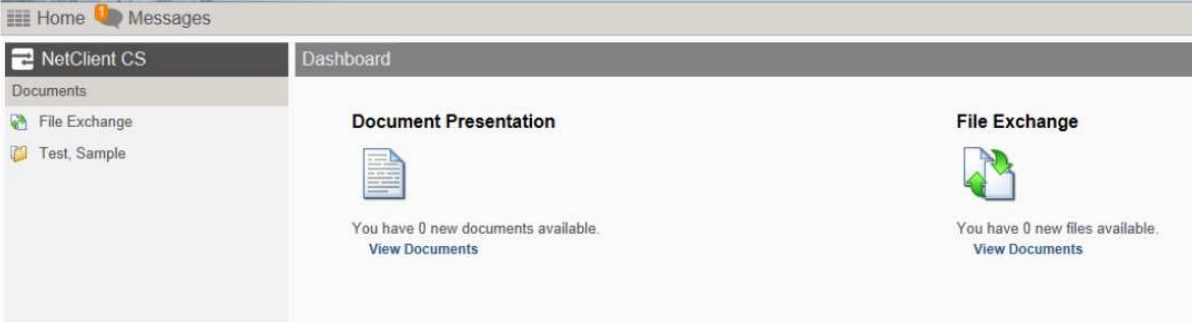 Home 1 Messages
NetClient CS
Dashboard
Documents
File Exchange
Test, Sample
Document Presentation
You have 0 new documents available.
View Documents
File Exchange
You have 0 new files available.
View Documents